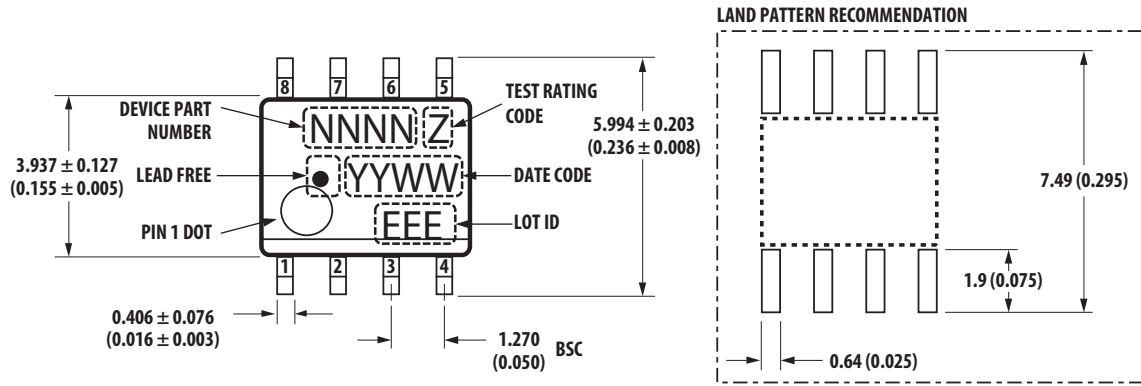 LAND PATTERN RECOMMENDATION
8 7 6 5
DEVICE PART
NUMBER
NNNN Z
TEST RATING
CODE
3.937 ± 0.127
(0.155 ± 0.005)
5.994 ± 0.203
(0.236 ± 0.008)
LEAD FREE
YYWW
DATE CODE
7.49 (0.295)
PIN 1 DOT
EEE
LOT ID
1 2 3 4
1.9 (0.075)
0.406 ± 0.076
(0.016 ± 0.003)
1.270
(0.050)
BSC
0.64 (0.025)